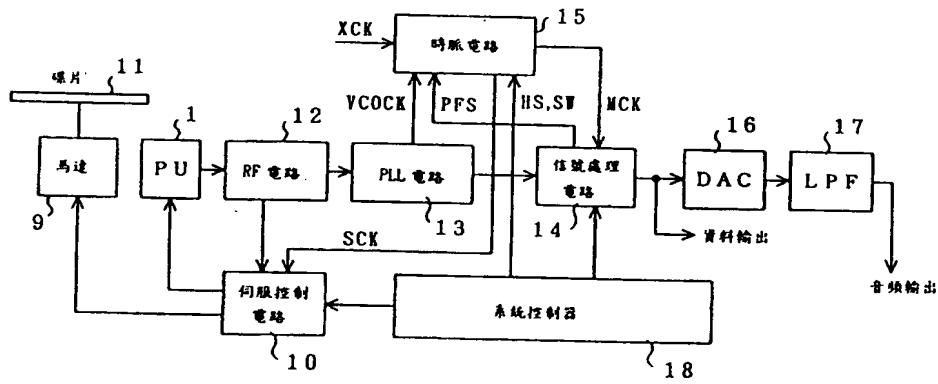 15
XCK
時脈電路
碟片
11
VCOCK
PFS
HS,SW
MCK
1
12
16
17
馬達
PU
RF電路
PLL 電路
信號處理
電路
DAC
LPF
9
13
14
SCK
資料輸出
伺服控制
電路
系統控制器
音頻輸出
10
18